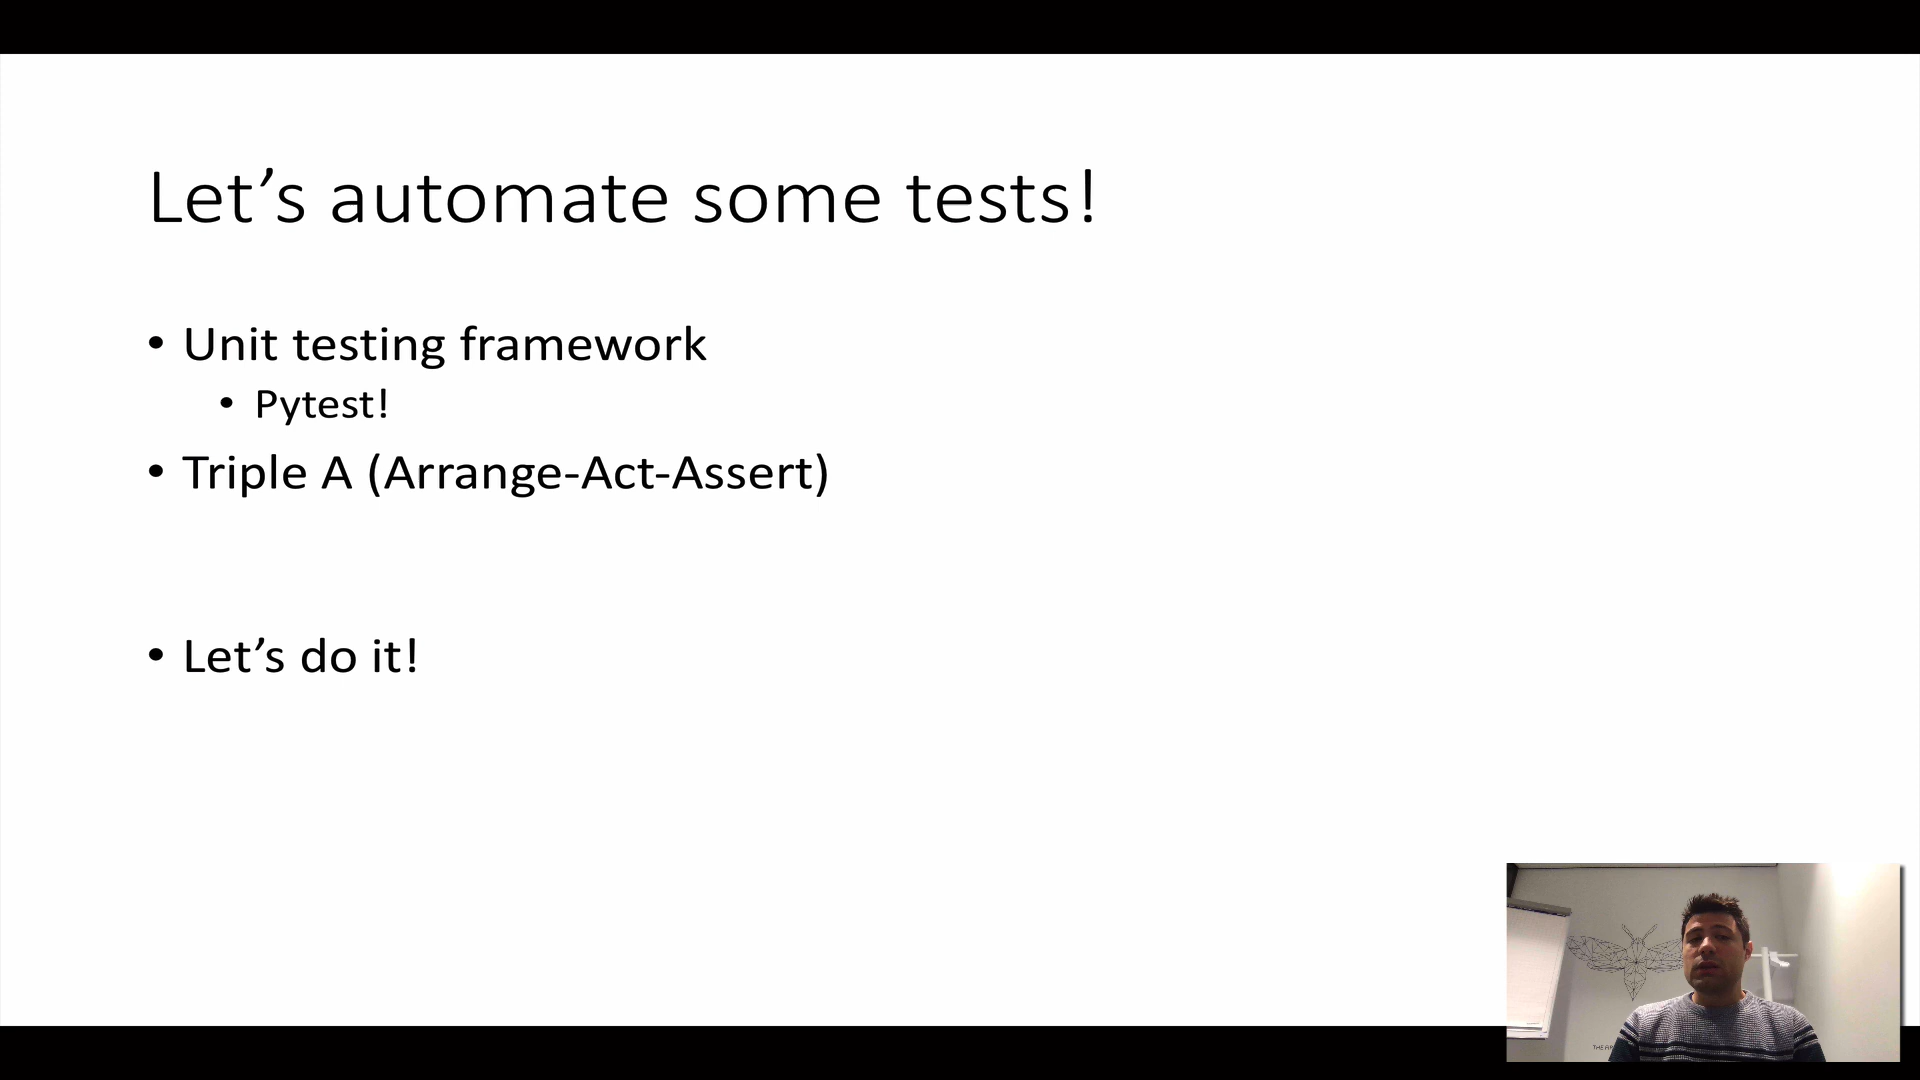 Let’s automate some tests!
• Unit testing framework
• Pytest!
• Triple A (Arrange-Act-Assert)
• Let’s do it!